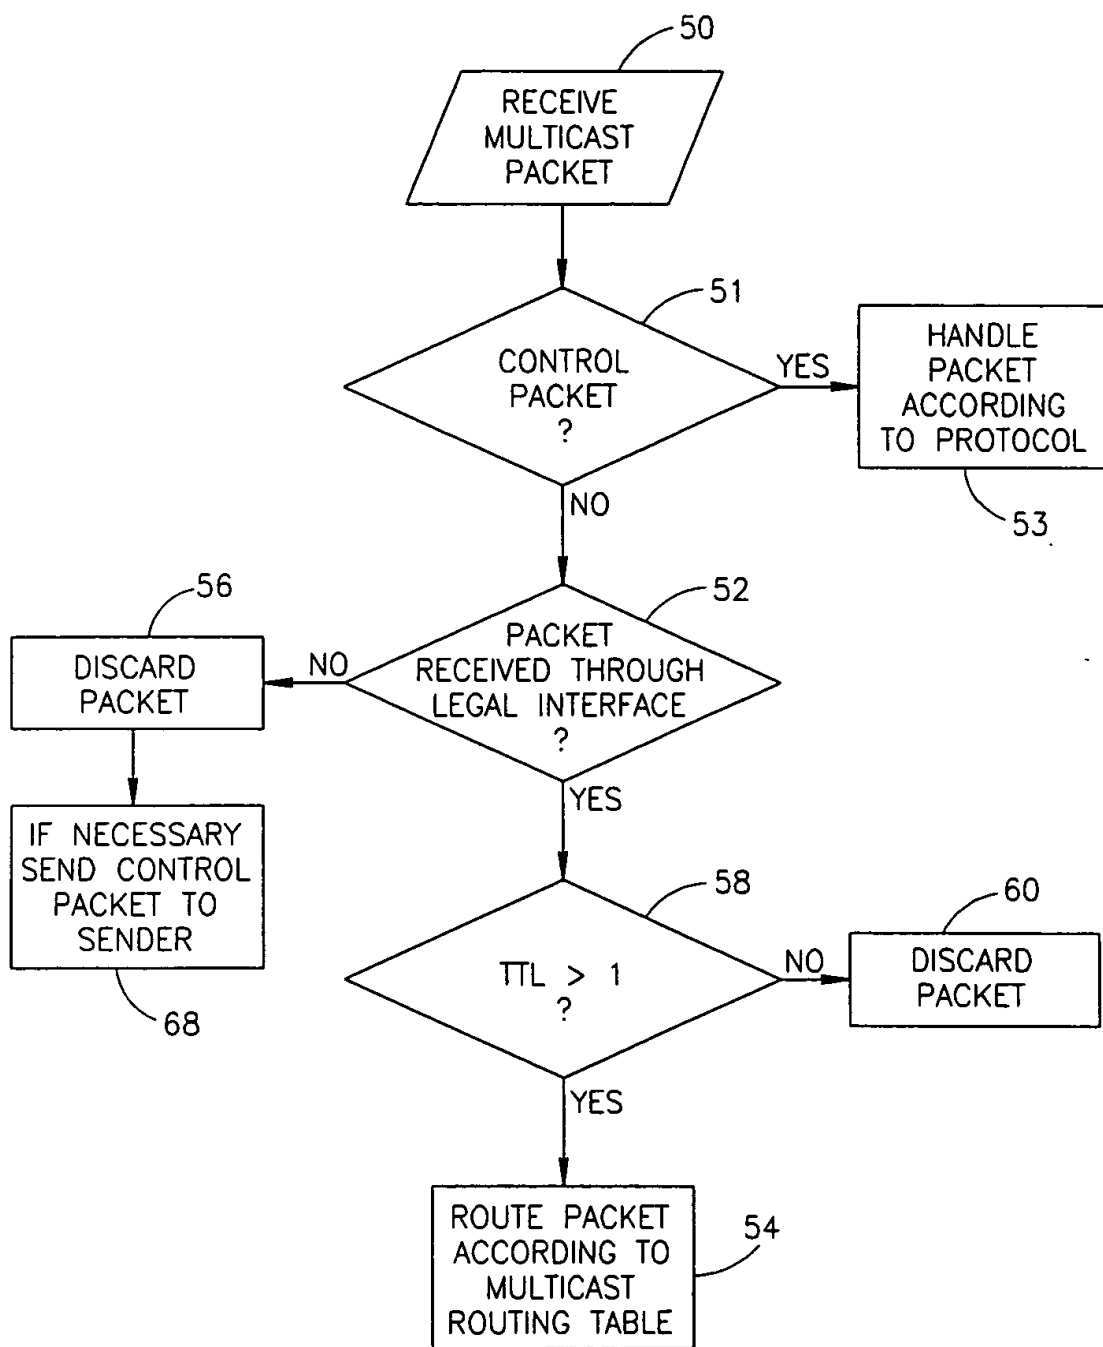 50
RECEIVE
MULTICAST
PACKET
51
CONTROL
PACKET
?
YES
HANDLE
PACKET
ACCORDING
TO PROTOCOL
53
NO
52
PACKET
RECEIVED THROUGH
LEGAL INTERFACE
?
NO
56
DISCARD
PACKET
IF NECESSARY
SEND CONTROL
PACKET TO
SENDER
68
YES
58
TTL > 1
?
NO
60
DISCARD
PACKET
YES
ROUTE PACKET
ACCORDING TO
MULTICAST
ROUTING TABLE
54